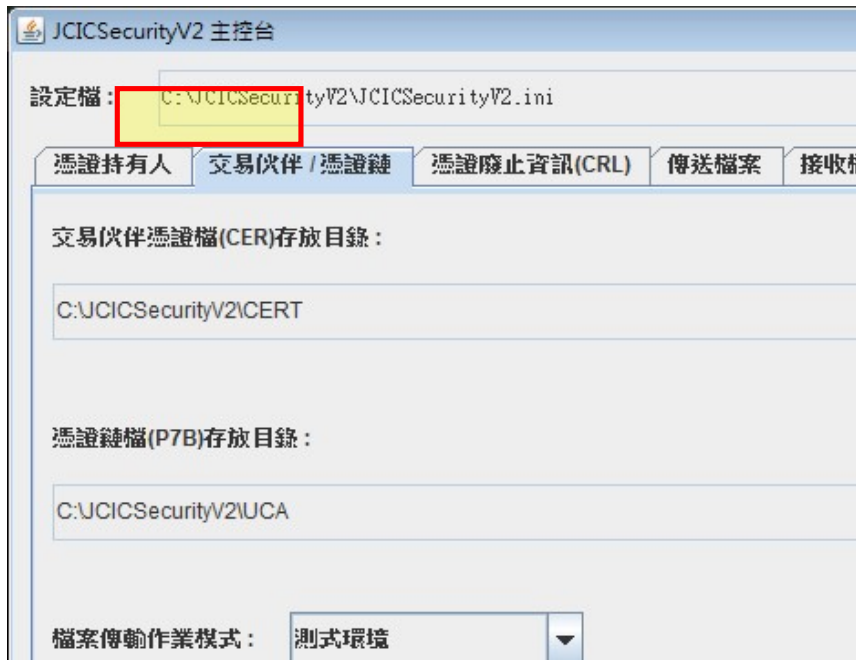 JCICSecurityV2 主控台
設定檔： C:\JCICSecurityV2\JCICSecurityV2.ini
憑證持有人 交易伙伴 / 憑證鏈 憑證廢止資訊(CRL) 傳送檔案 接收
交易伙伴憑證檔(CER)存放目錄：
C:\JCICSecurityV2\CERT
憑證鏈檔(P7B)存放目錄：
C:\JCICSecurityV2\UCA
檔案傳輸作業模式： 測式環境